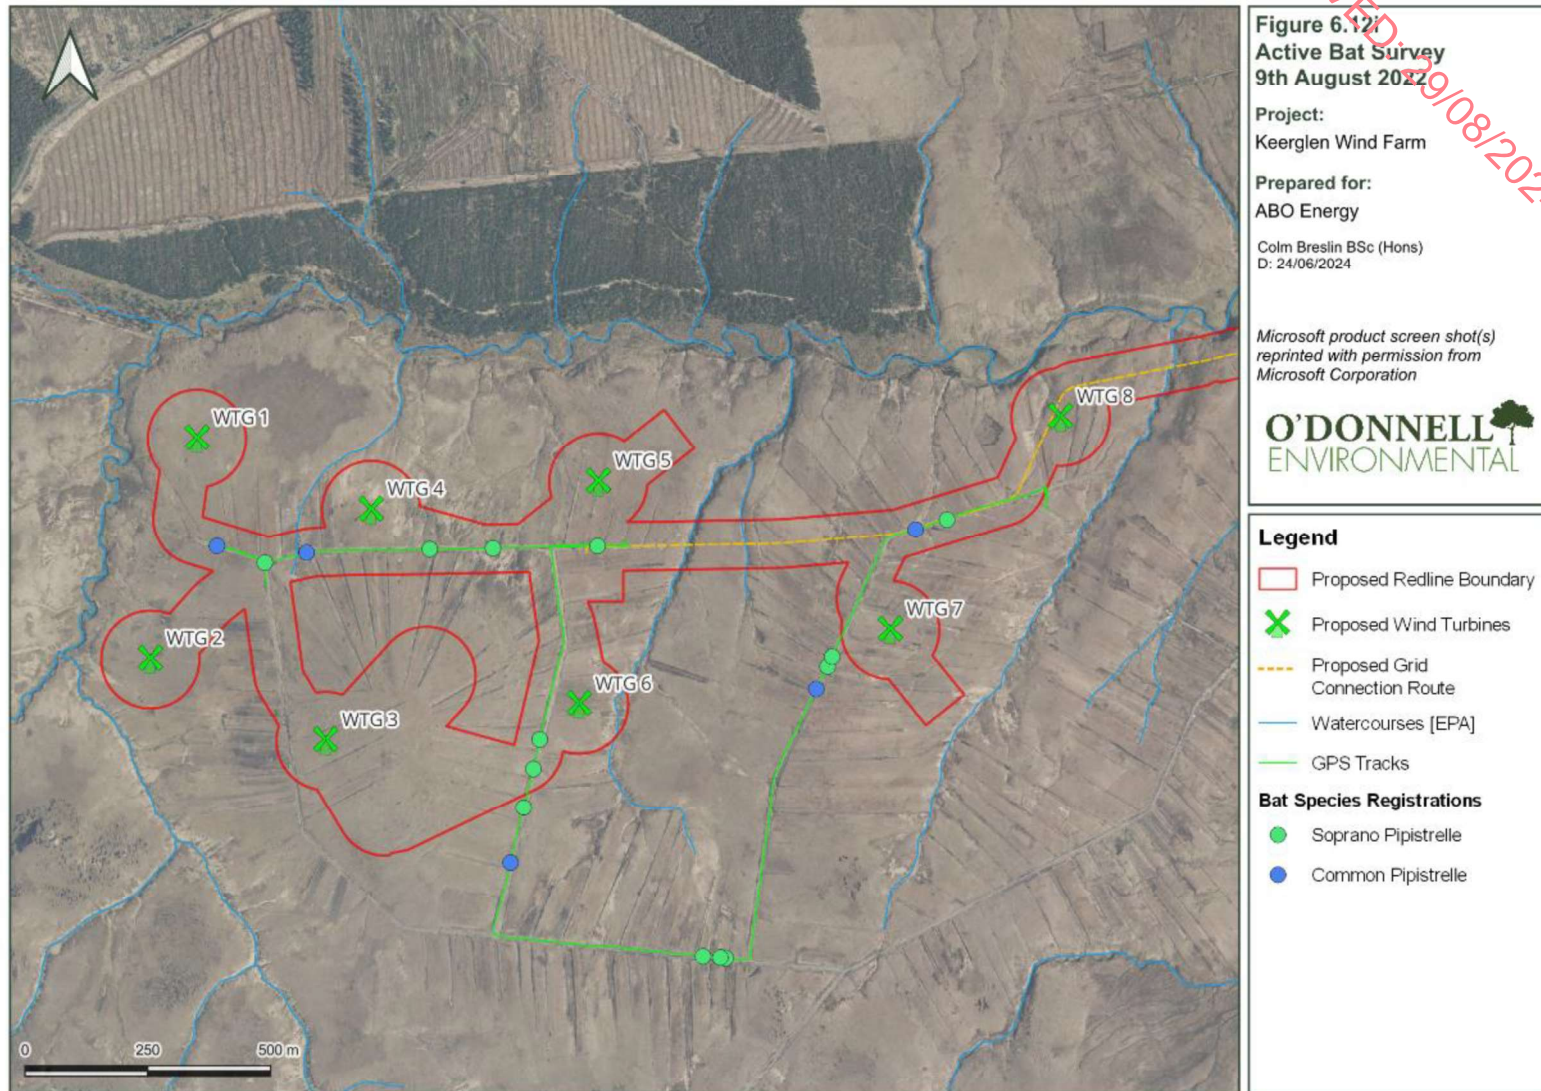 WTG 1
WTG 2
WTG 3
WTG 4
WTG 5
WTG 6
WTG 7
WTG 8
0 250 500 m
ED: 29/08/202
Figure 6.12i
Active Bat Survey
9th August 2022
Project:
Keerglen Wind Farm
Prepared for:
ABO Energy
Colm Breslin BSc (Hons)
D: 24/06/2024
Microsoft product screen shot(s)
reprinted with permission from
Microsoft Corporation
O'DONNELL
ENVIRONMENTAL
Legend
Proposed Redline Boundary
Proposed Wind Turbines
Proposed Grid
Connection Route
Watercourses [EPA]
GPS Tracks
Bat Species Registrations
Soprano Pipistrelle
Common Pipistrelle